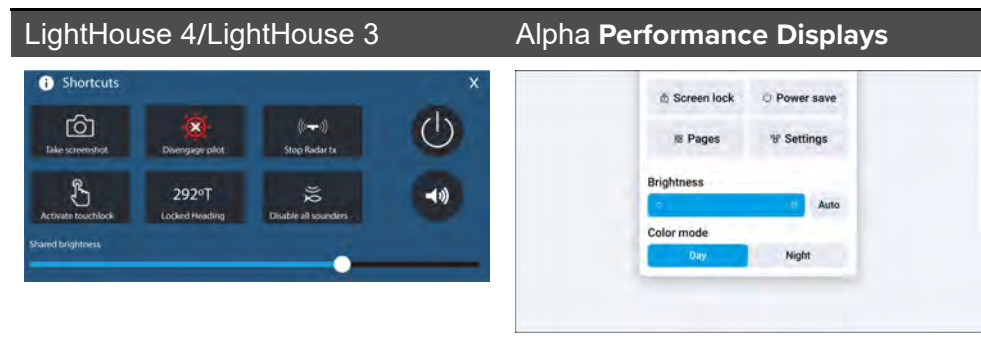 LightHouse 4/LightHouse 3
Alpha Performance Displays
i Shortcuts X
Take screenshot Disengage pilot Stop Radar tx
292ºT
Activate touchlock Locked Heading Disable all sounders
Shared brightness
Screen lock Power save
Pages Settings
Brightness
Auto
Color mode
Day Night